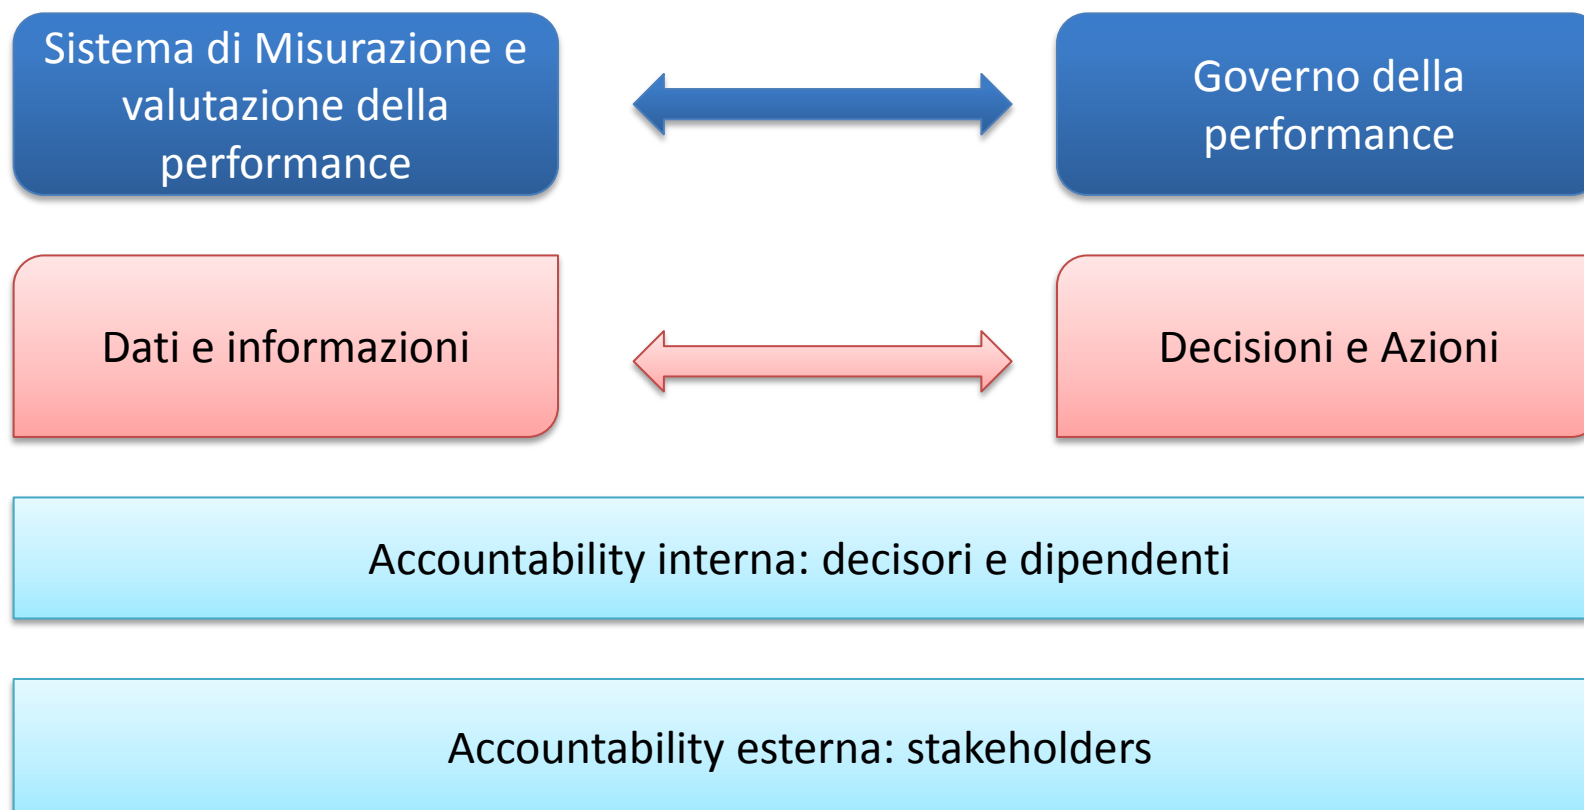 Sistema di Misurazione e
valutazione della
performance
Governo della
performance
Dati e informazioni
Decisioni e Azioni
Accountability interna: decisori e dipendenti
Accountability esterna: stakeholders